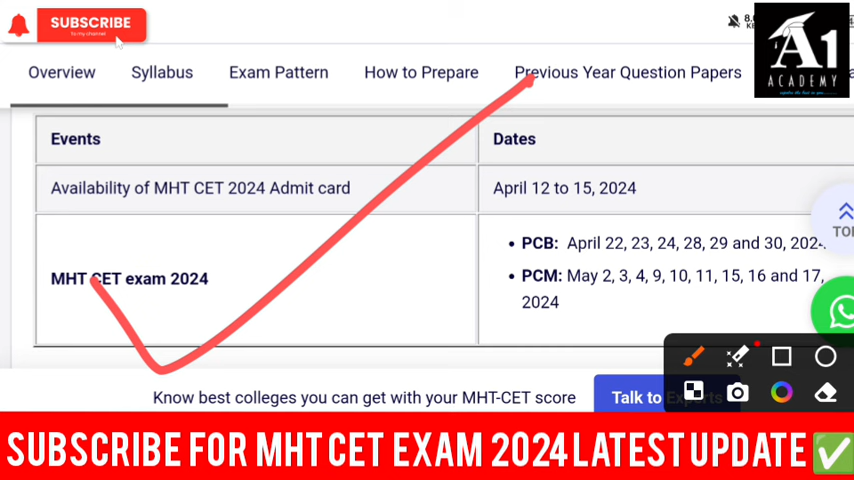 SUBSCRIBE
To my channel
A1
ACADEMY
Overview Syllabus Exam Pattern How to Prepare Previous Year Question Papers
Events Dates
Availability of MHT CET 2024 Admit card April 12 to 15, 2024
MHT CET exam 2024
• PCB: April 22, 23, 24, 28, 29 and 30, 2024
• PCM: May 2, 3, 4, 9, 10, 11, 15, 16 and 17,
2024
Know best colleges you can get with your MHT-CET score Talk to Experts
SUBSCRIBE FOR MHT CET EXAM 2024 LATEST UPDATE ✅